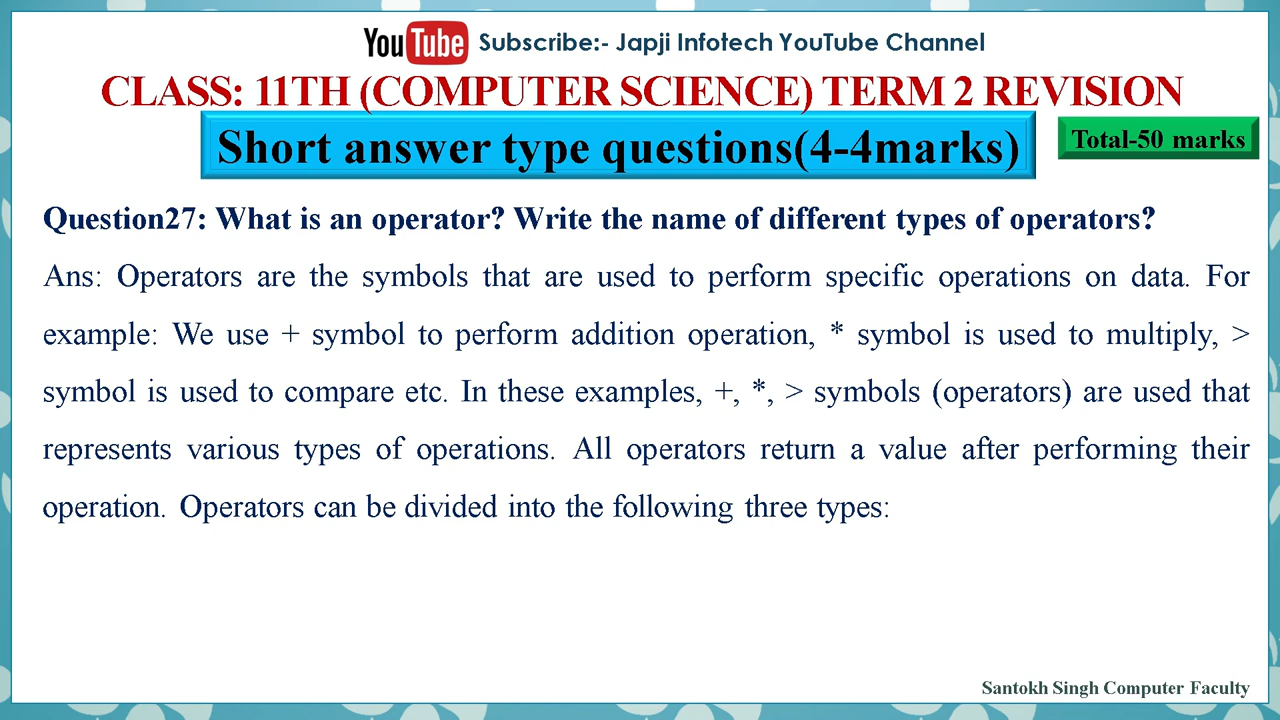 YouTube Subscribe:- Japji Infotech YouTube Channel
CLASS: 11TH (COMPUTER SCIENCE) TERM 2 REVISION
Short answer type questions(4-4marks)
Total-50 marks
Question27: What is an operator? Write the name of different types of operators?
Ans: Operators are the symbols that are used to perform specific operations on data. For
example: We use + symbol to perform addition operation, * symbol is used to multiply, >
symbol is used to compare etc. In these examples, +, *, > symbols (operators) are used that
represents various types of operations. All operators return a value after performing their
operation. Operators can be divided into the following three types:
Santokh Singh Computer Faculty